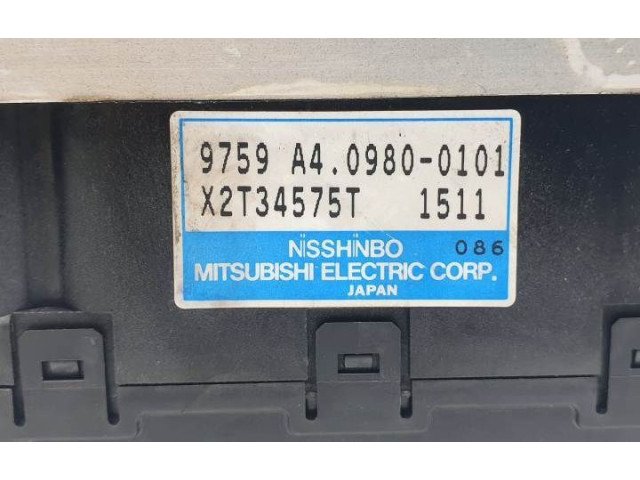 9759 A4.0980-0101
X2T34575T 1511
NISSHINBO 086
MITSUBISHI ELECTRIC CORP.
JAPAN